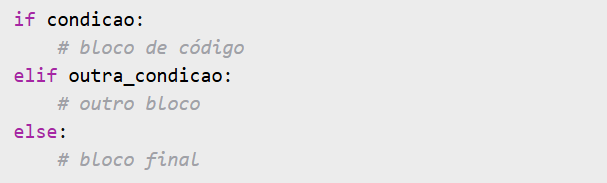 if condicao:
    # bloco de código
elif outra_condicao:
    # outro bloco
else:
    # bloco final